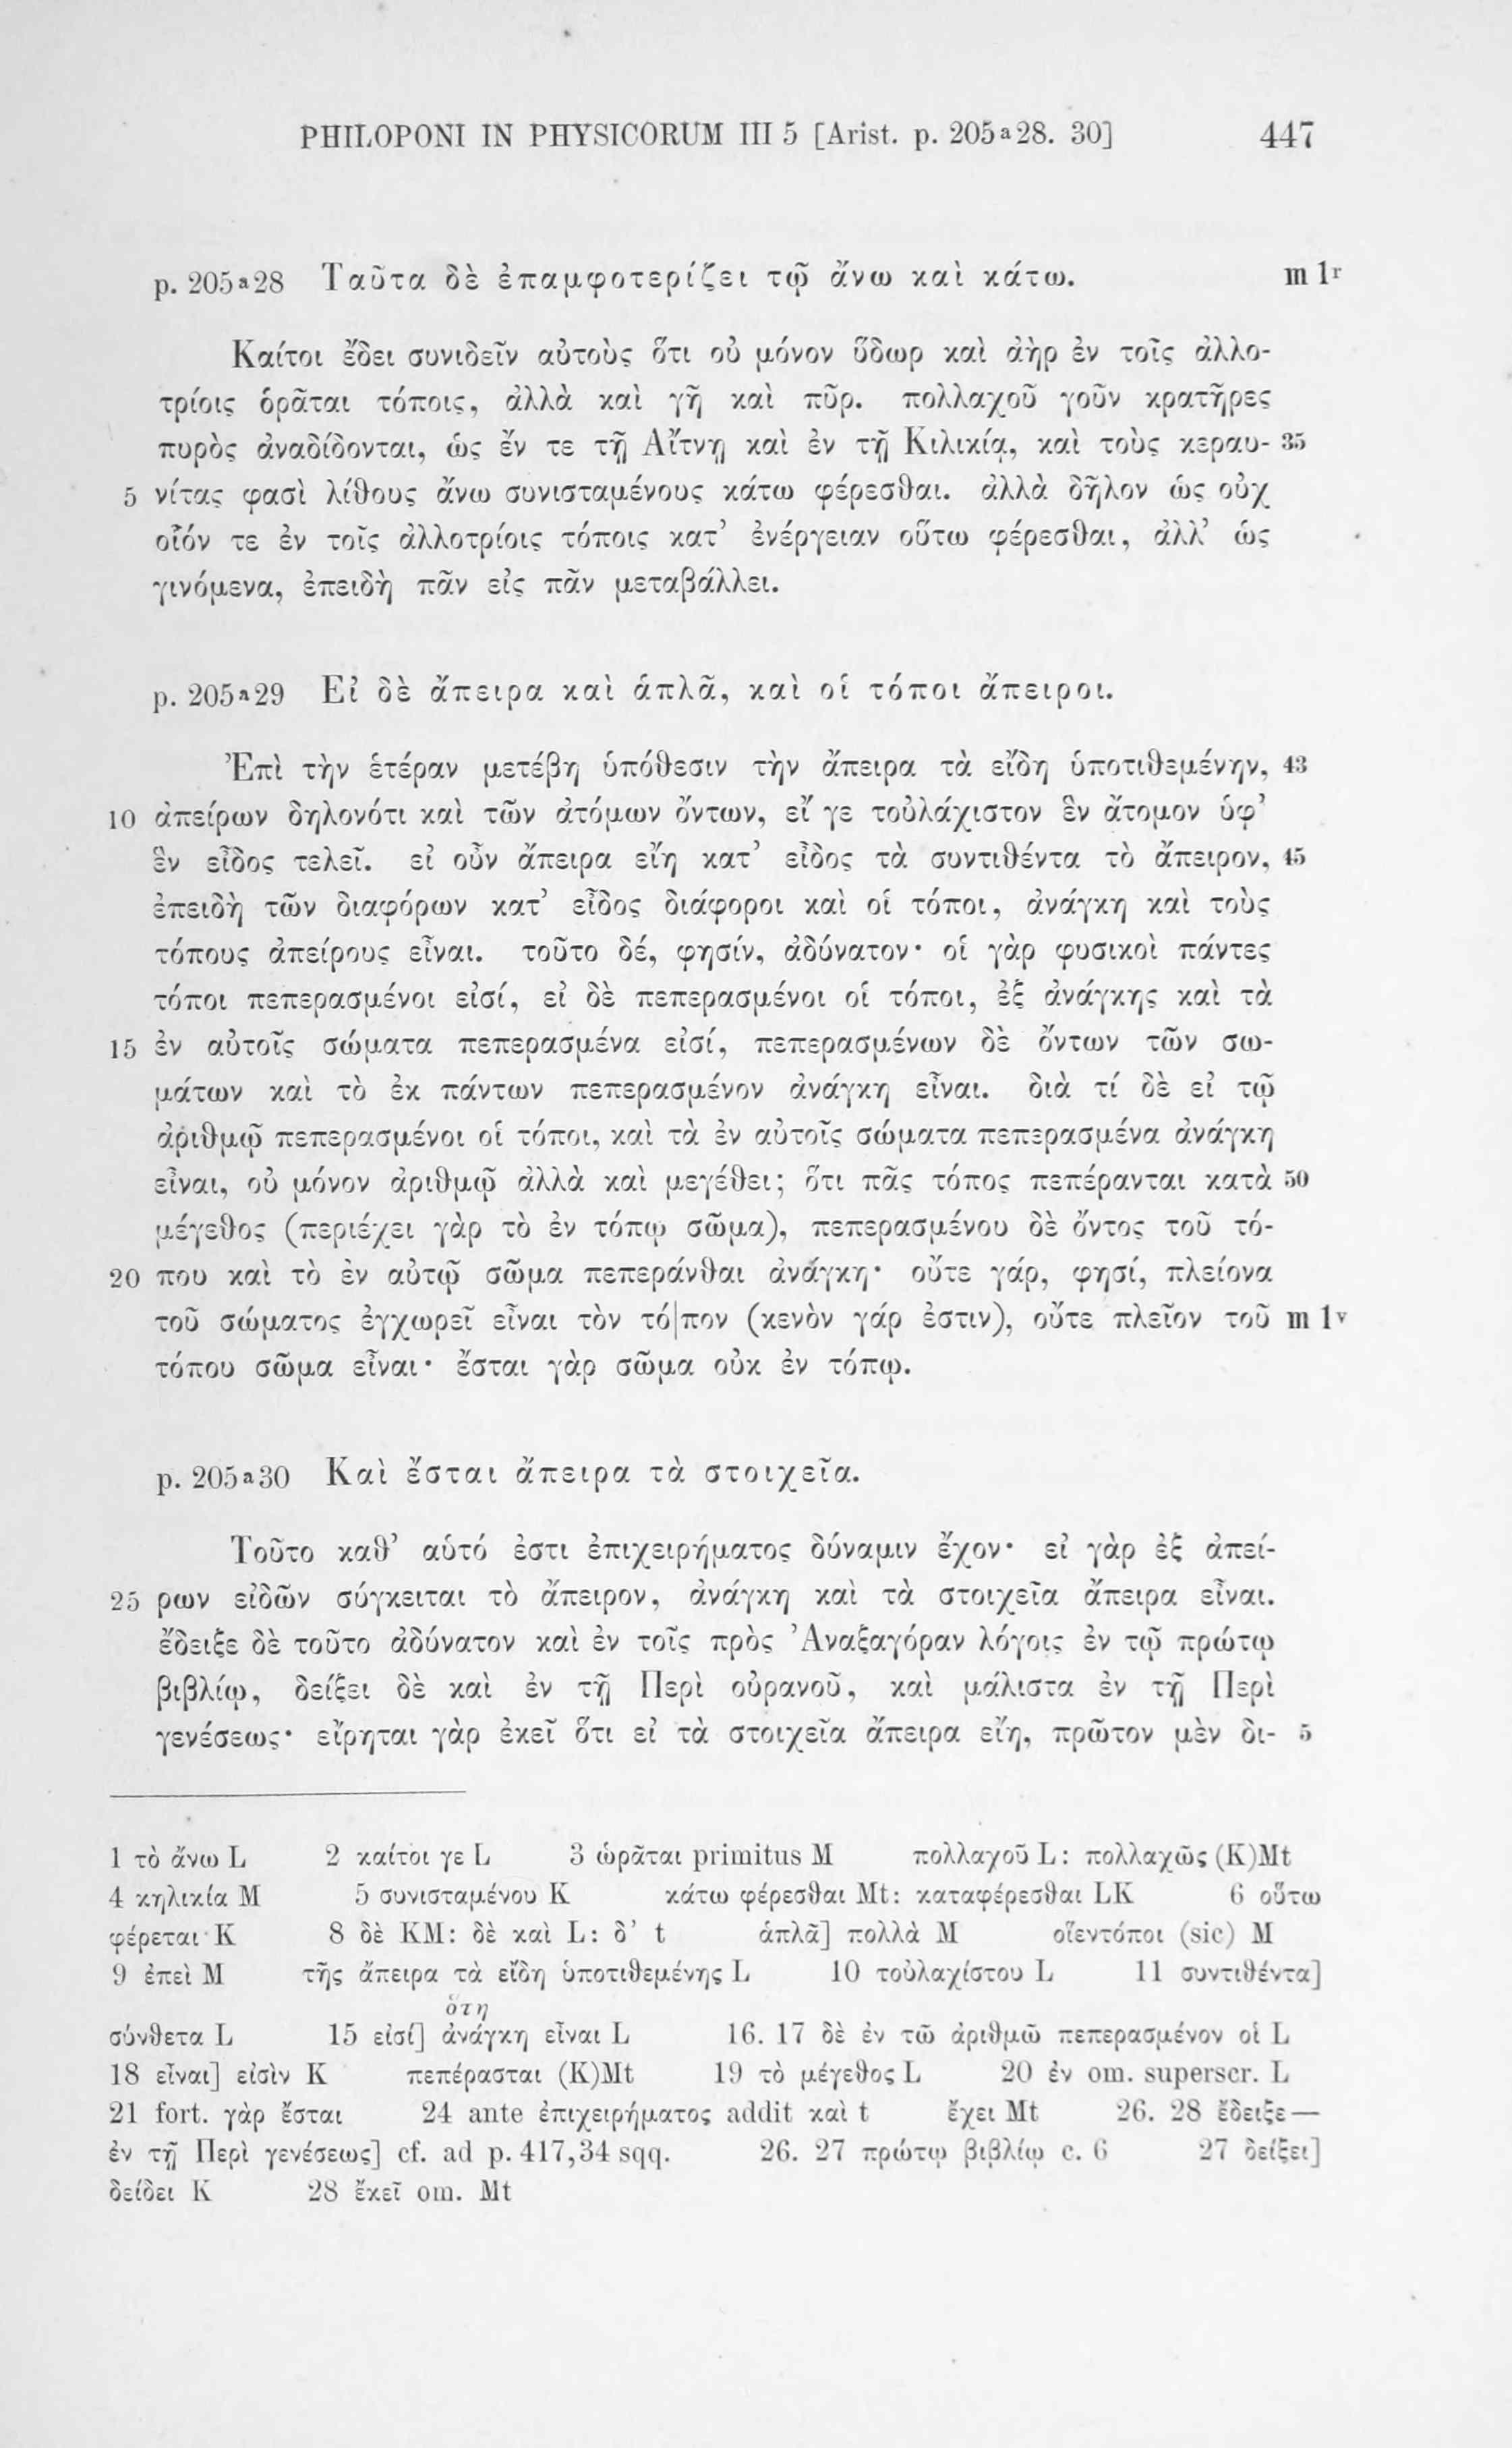 PHILOPONI IN PHYSICORUM III 5 [Arist. p. 205ª28. 30] 447
p. 205ª28 Ταῦτα δὲ ἐπαμφοτερίζει τῷ ἄνω καὶ κάτω. m 1ʳ
Καίτοι ἔδει συνιδεῖν αὐτοὺς ὅτι οὐ μόνον ὕδωρ καὶ ἀὴρ ἐν τοῖς ἀλλο-
τρίοις ὁρᾶται τόποις, ἀλλὰ καὶ γῆ καὶ πῦρ. πολλαχοῦ γοῦν κρατῆρες
πυρὸς ἀναδίδονται, ὡς ἔν τε τῇ Αἴτνῃ καὶ ἐν τῇ Κιλικίᾳ, καὶ τοὺς κεραυ- 35
5 νίτας φασὶ λίθους ἄνω συνισταμένους κάτω φέρεσθαι. ἀλλὰ δῆλον ὡς οὐχ
οἷόν τε ἐν τοῖς ἀλλοτρίοις τόποις κατ’ ἐνέργειαν οὕτω φέρεσθαι, ἀλλ’ ὡς
γινόμενα, ἐπειδὴ πᾶν εἰς πᾶν μεταβάλλει.
p. 205ª29 Εἰ δὲ ἄπειρα καὶ ἁπλᾶ, καὶ οἱ τόποι ἄπειροι.
Ἐπὶ τὴν ἑτέραν μετέβη ὑπόθεσιν τὴν ἄπειρα τὰ εἴδη ὑποτιθεμένην, 43
10 ἀπείρων δηλονότι καὶ τῶν ἀτόμων ὄντων, εἴ γε τοὐλάχιστον ἓν ἄτομον ὑφ’
ἓν εἶδος τελεῖ. εἰ οὖν ἄπειρα εἴη κατ’ εἶδος τὰ συντιθέντα τὸ ἄπειρον, 45
ἐπειδὴ τῶν διαφόρων κατ’ εἶδος διάφοροι καὶ οἱ τόποι, ἀνάγκη καὶ τοὺς
τόπους ἀπείρους εἶναι. τοῦτο δέ, φησίν, ἀδύνατον· οἱ γὰρ φυσικοὶ πάντες
τόποι πεπερασμένοι εἰσί, εἰ δὲ πεπερασμένοι οἱ τόποι, ἐξ ἀνάγκης καὶ τὰ
15 ἐν αὐτοῖς σώματα πεπερασμένα εἰσί, πεπερασμένων δὲ ὄντων τῶν σω-
μάτων καὶ τὸ ἐκ πάντων πεπερασμένον ἀνάγκη εἶναι. διὰ τί δὲ εἰ τῷ
ἀριθμῷ πεπερασμένοι οἱ τόποι, καὶ τὰ ἐν αὐτοῖς σώματα πεπερασμένα ἀνάγκη
εἶναι, οὐ μόνον ἀριθμῷ ἀλλὰ καὶ μεγέθει; ὅτι πᾶς τόπος πεπέρανται κατὰ 50
μέγεθος (περιέχει γὰρ τὸ ἐν τόπῳ σῶμα), πεπερασμένου δὲ ὄντος τοῦ τό-
20 που καὶ τὸ ἐν αὐτῷ σῶμα πεπεράνθαι ἀνάγκη· οὔτε γάρ, φησί, πλείονα
τοῦ σώματος ἐγχωρεῖ εἶναι τὸν τό|πον (κενὸν γάρ ἐστιν), οὔτε πλεῖον τοῦ m 1ᵛ
τόπου σῶμα εἶναι· ἔσται γὰρ σῶμα οὐκ ἐν τόπῳ.
p. 205ª30 Καὶ ἔσται ἄπειρα τὰ στοιχεῖα.
Τοῦτο καθ’ αὑτό ἐστι ἐπιχειρήματος δύναμιν ἔχον· εἰ γὰρ ἐξ ἀπεί-
25 ρων εἰδῶν σύγκειται τὸ ἄπειρον, ἀνάγκη καὶ τὰ στοιχεῖα ἄπειρα εἶναι.
ἔδειξε δὲ τοῦτο ἀδύνατον καὶ ἐν τοῖς πρὸς Ἀναξαγόραν λόγοις ἐν τῷ πρώτῳ
βιβλίῳ, δείξει δὲ καὶ ἐν τῇ Περὶ οὐρανοῦ, καὶ μάλιστα ἐν τῇ Περὶ
γενέσεως· εἴρηται γὰρ ἐκεῖ ὅτι εἰ τὰ στοιχεῖα ἄπειρα εἴη, πρῶτον μὲν δι- 5
1 τὸ ἄνω L 2 καίτοι γε L 3 ὡρᾶται primitus M πολλαχοῦ L: πολλαχῶς (K)Mt
4 κηλικία M 5 συνισταμένου K κάτω φέρεσθαι Mt: καταφέρεσθαι LK 6 οὕτω
φέρεται K 8 δὲ KM: δὲ καὶ L: δ’ t ἁπλᾶ] πολλὰ M οἵεντόποι (sic) M
9 ἐπεὶ M τῆς ἄπειρα τὰ εἴδη ὑποτιθεμένης L 10 τοὐλαχίστου L 11 συντιθέντα]
ὅτη
σύνθετα L 15 εἰσί] ἀνάγκη εἶναι L 16. 17 δὲ ἐν τῶ ἀριθμῶ πεπερασμένον οἱ L
18 εἶναι] εἰσὶν K πεπέρασται (K)Mt 19 τὸ μέγεθος L 20 ἐν om. superscr. L
21 fort. γὰρ ἔσται 24 ante ἐπιχειρήματος addit καὶ t ἔχει Mt 26. 28 ἔδειξε—
ἐν τῇ Περὶ γενέσεως] cf. ad p. 417,34 sqq. 26. 27 πρώτῳ βιβλίῳ c. 6 27 δείξει]
δείδει K 28 ἔκεῖ om. Mt